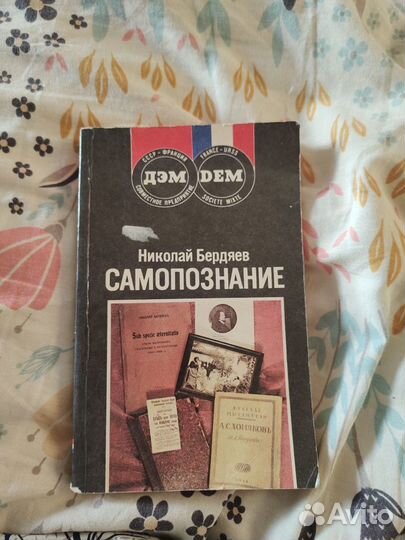 СССР - ФРАНЦИЯ
FRANCE - URSS
ДЭМ
DEM
СОВМЕСТНОЕ ПРЕДПРИЯТИЕ
SOCIETE MIXTE
Николай Бердяев
САМОПОЗНАНИЕ
Sub specie aeternitatis
А.С. ХОМЯКОВЪ
Avito